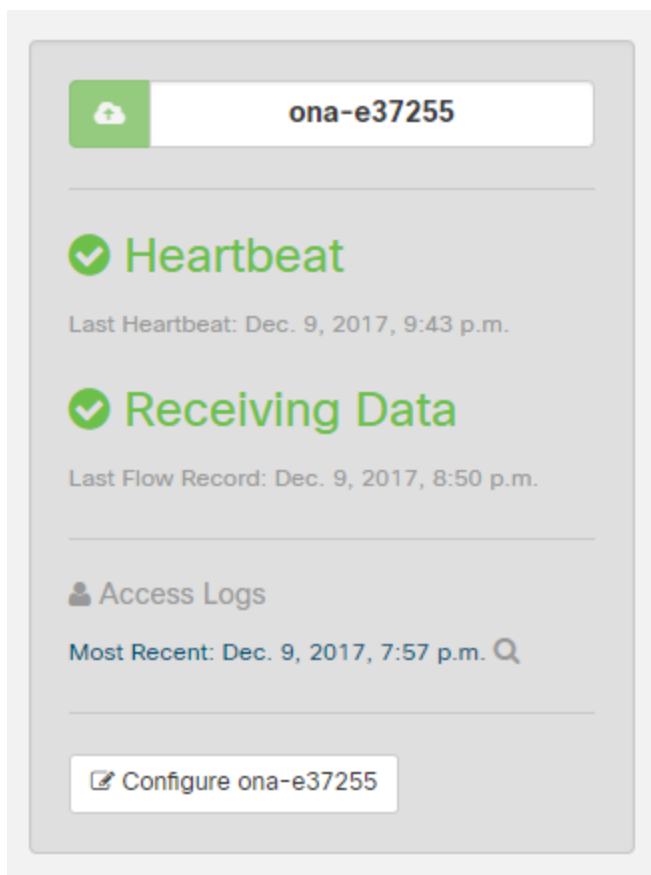 ona-e37255
Heartbeat
Last Heartbeat: Dec. 9, 2017, 9:43 p.m.
Receiving Data
Last Flow Record: Dec. 9, 2017, 8:50 p.m.
Access Logs
Most Recent: Dec. 9, 2017, 7:57 p.m.
Configure ona-e37255